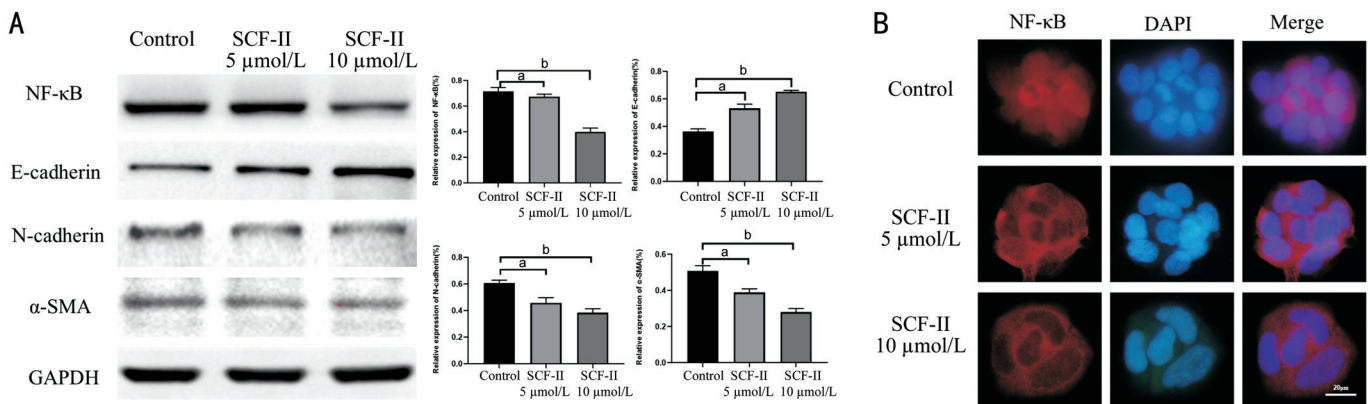 A
Control
SCF-II
5 μmol/L
SCF-II
10 μmol/L
NF-κB
E-cadherin
N-cadherin
α-SMA
GAPDH
Relative expression of NF-κB(%)
0.0
0.2
0.4
0.6
0.8
1.0
a
b
Control
SCF-II
5 μmol/L
SCF-II
10 μmol/L
Relative expression of E-cadherin(%)
0.0
0.2
0.4
0.6
0.8
a
b
Control
SCF-II
5 μmol/L
SCF-II
10 μmol/L
Relative expression of N-cadherin(%)
0.0
0.2
0.4
0.6
0.8
a
b
Control
SCF-II
5 μmol/L
SCF-II
10 μmol/L
Relative expression of α-SMA(%)
0.0
0.2
0.4
0.6
a
b
Control
SCF-II
5 μmol/L
SCF-II
10 μmol/L
B
NF-κB
DAPI
Merge
Control
SCF-II
5 μmol/L
SCF-II
10 μmol/L
20μm